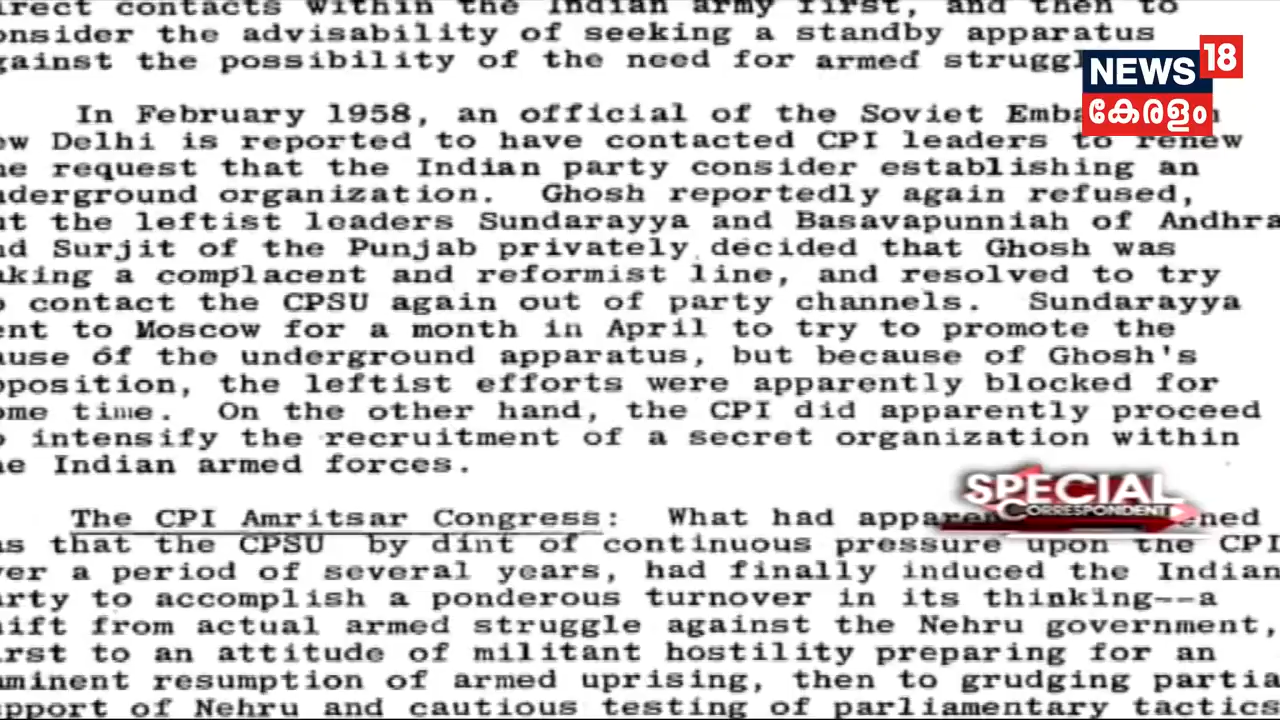 irect contacts within the Indian army first, and then to
onsider the advisability of seeking a standby apparatus
gainst the possibility of the need for armed struggl
NEWS 18
കേരളം
In February 1958, an official of the Soviet Emba
ew Delhi is reported to have contacted CPI leaders to renew
he request that the Indian party consider establishing an
nderground organization. Ghosh reportedly again refused,
ut the leftist leaders Sundarayya and Basavapunniah of Andhra
nd Surjit of the Punjab privately decided that Ghosh was
aking a complacent and reformist line, and resolved to try
o contact the CPSU again out of party channels. Sundarayya
ent to Moscow for a month in April to try to promote the
ause of the underground apparatus, but because of Ghosh's
pposition, the leftist efforts were apparently blocked for
ome time. On the other hand, the CPI did apparently proceed
o intensify the recruitment of a secret organization within
he Indian armed forces.
SPECIAL
CORRESPONDENT
The CPI Amritsar Congress: What had appar ened
as that the CPSU by dint of continuous pressure upon the CPI
ver a period of several years, had finally induced the Indian
arty to accomplish a ponderous turnover in its thinking--a
hift from actual armed struggle against the Nehru government,
irst to an attitude of militant hostility preparing for an
mminent resumption of armed uprising, then to grudging partia
upport of Nehru and cautious testing of parliamentary tactics